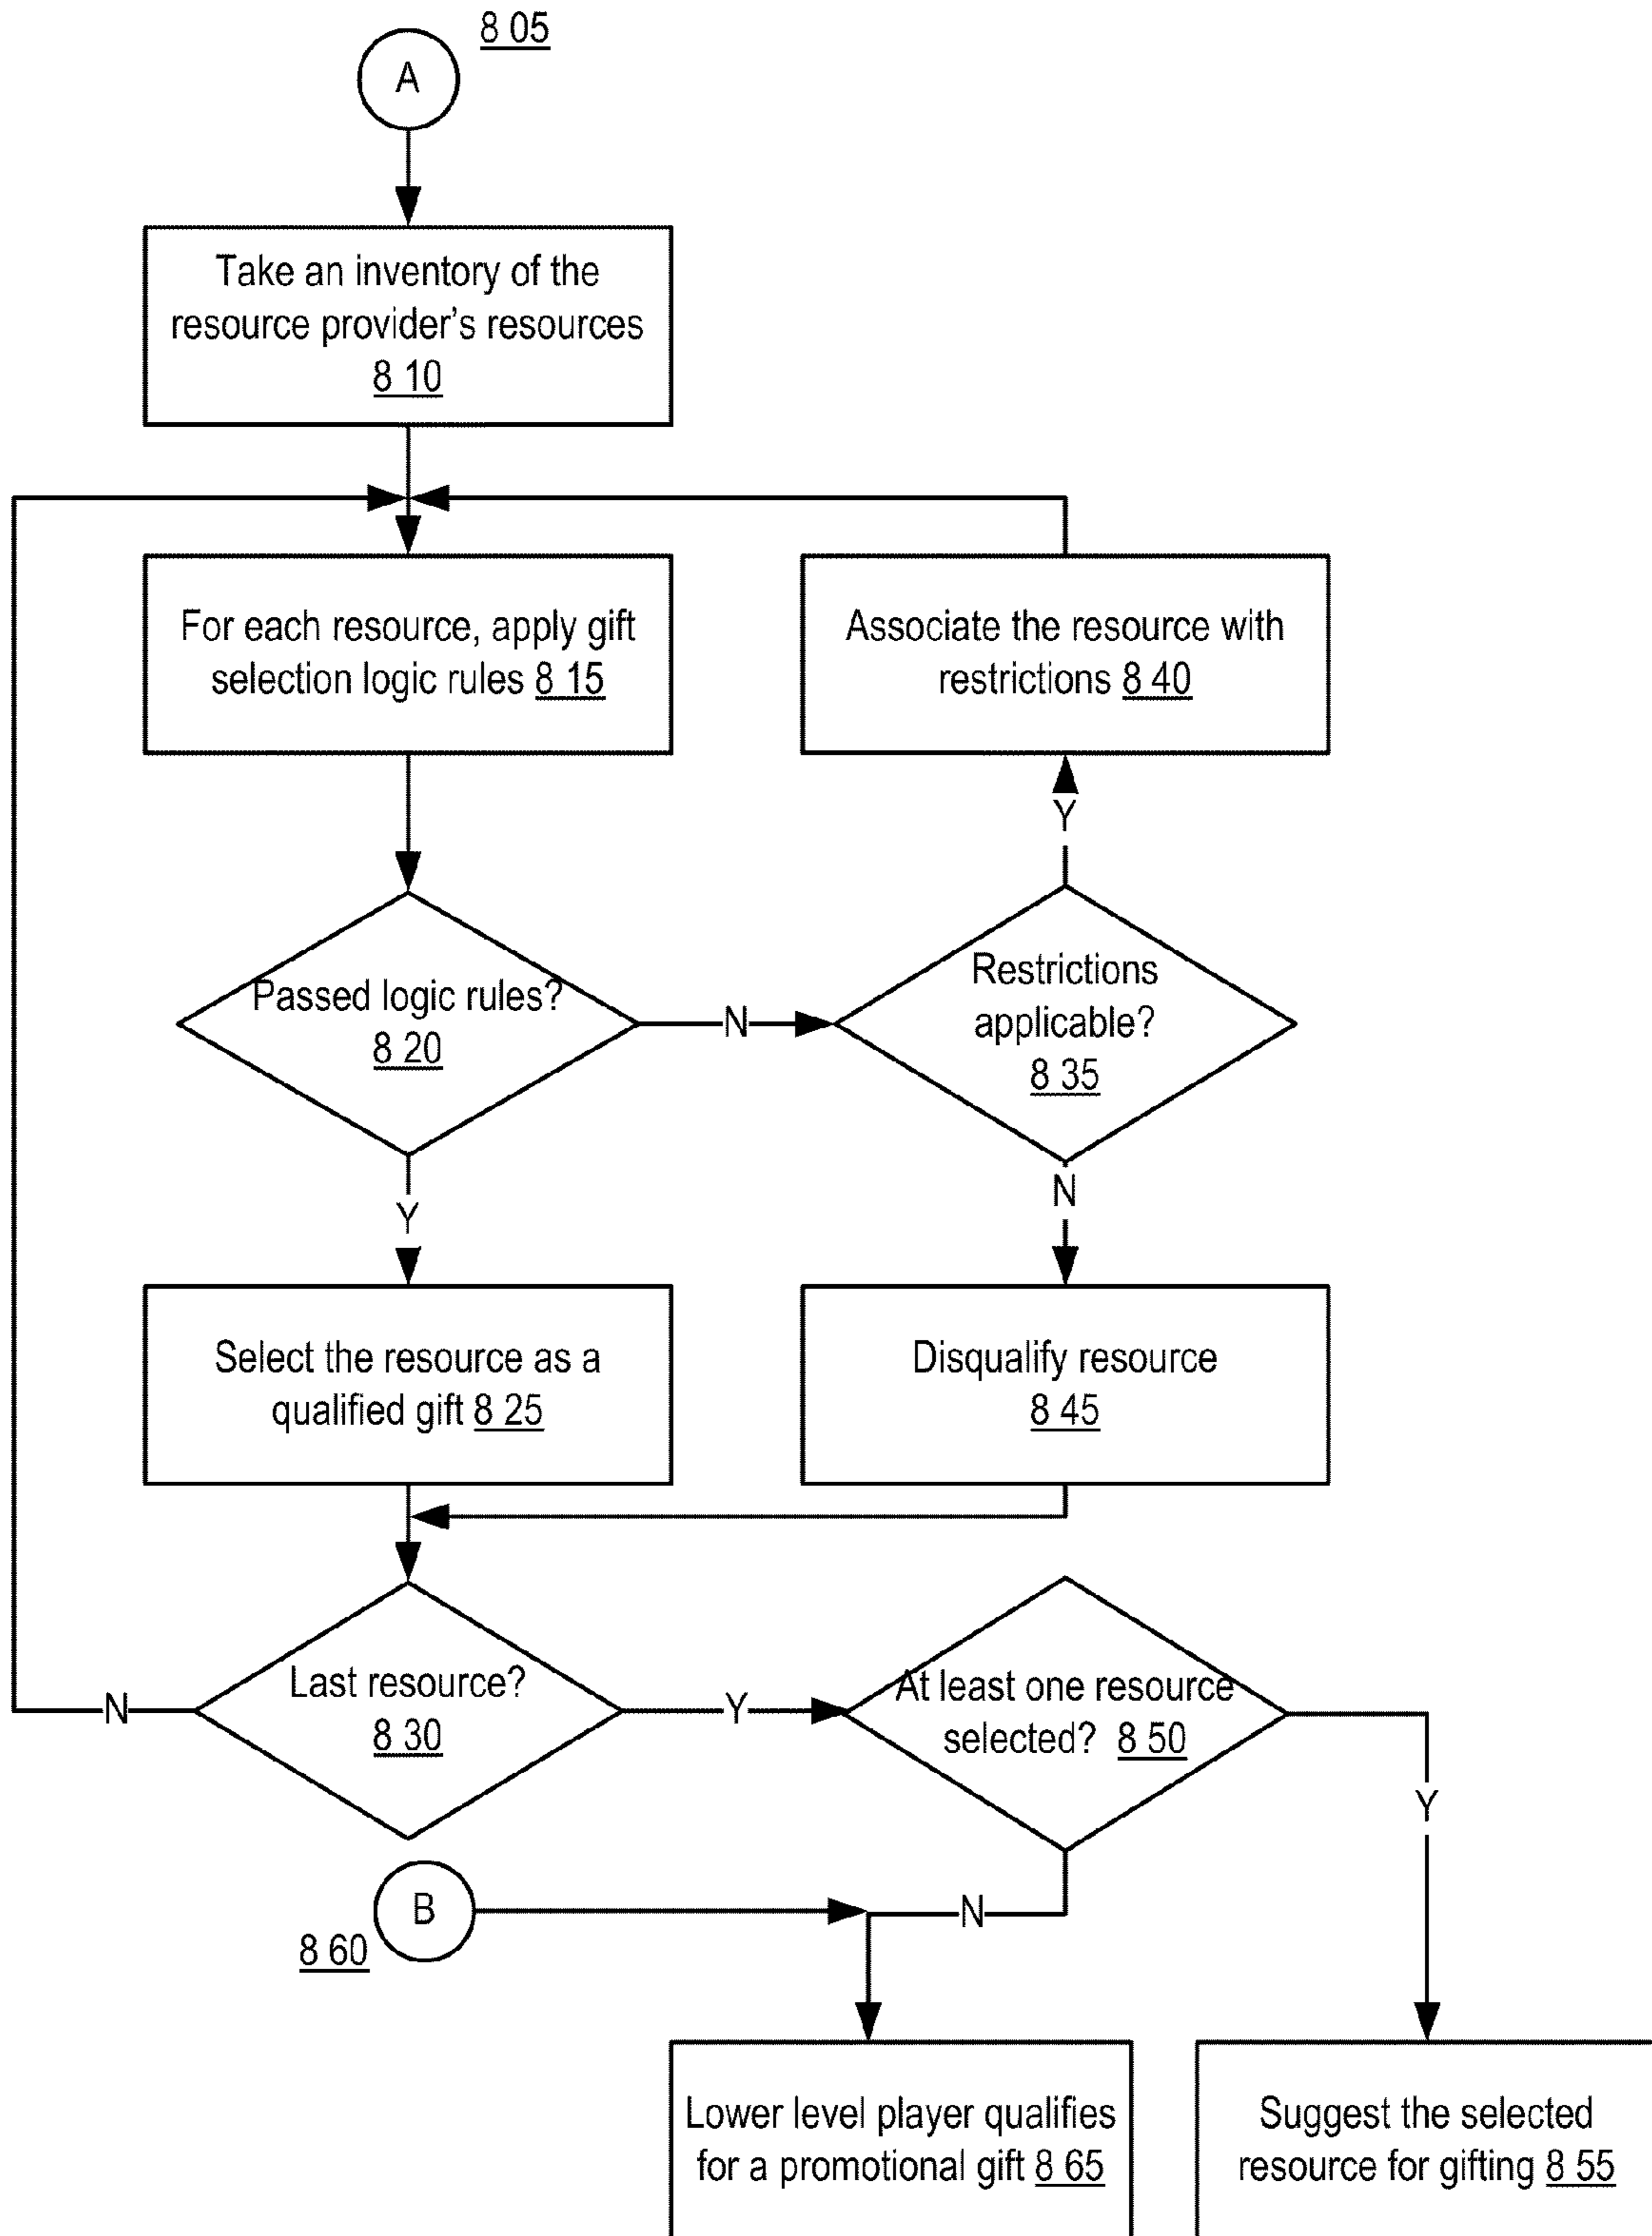 8 05
A
Take an inventory of the
resource provider's resources
8 10
For each resource, apply gift
selection logic rules 8 15
Associate the resource with
restrictions 8 40
Y
Passed logic rules?
8 20
N
Restrictions
applicable?
8 35
Y
N
Select the resource as a
qualified gift 8 25
Disqualify resource
8 45
N
Last resource?
8 30
Y
At least one resource
selected? 8 50
Y
B
N
8 60
Lower level player qualifies
for a promotional gift 8 65
Suggest the selected
resource for gifting 8 55